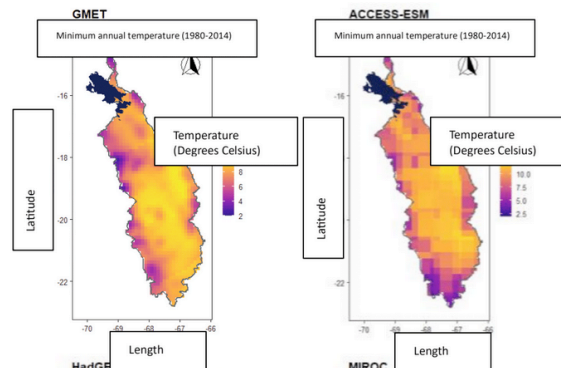 GMET
Minimum annual temperature (1980-2014)
-16
-18
-20
-22
Latitude
Temperature
(Degrees Celsius)
8
6
4
2
-70 -69 -68 -67 -66
Length
ACCESS-ESM
Minimum annual temperature (1980-2014)
-16
-22
Latitude
Temperature
(Degrees Celsius)
10.0
7.5
5.0
2.5
-70 -69 -68 -67 -66
Length
MIROC